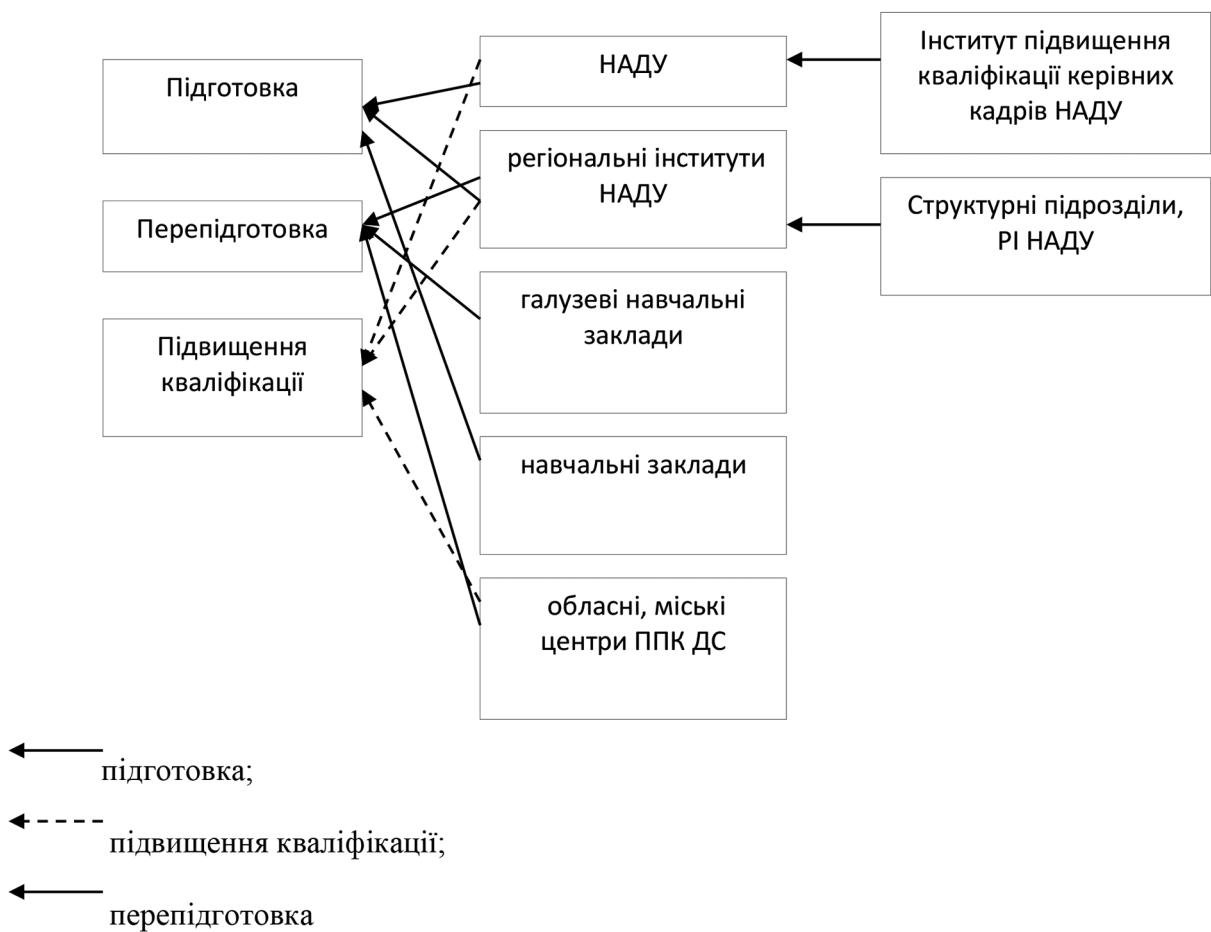 Підготовка
Перепідготовка
Підвищення
кваліфікації
НАДУ
регіональні інститути
НАДУ
галузеві навчальні
заклади
навчальні заклади
обласні, міські
центри ППК ДС
Інститут підвищення
кваліфікації керівних
кадрів НАДУ
Структурні підрозділи,
РІ НАДУ
підготовка;
підвищення кваліфікації;
перепідготовка